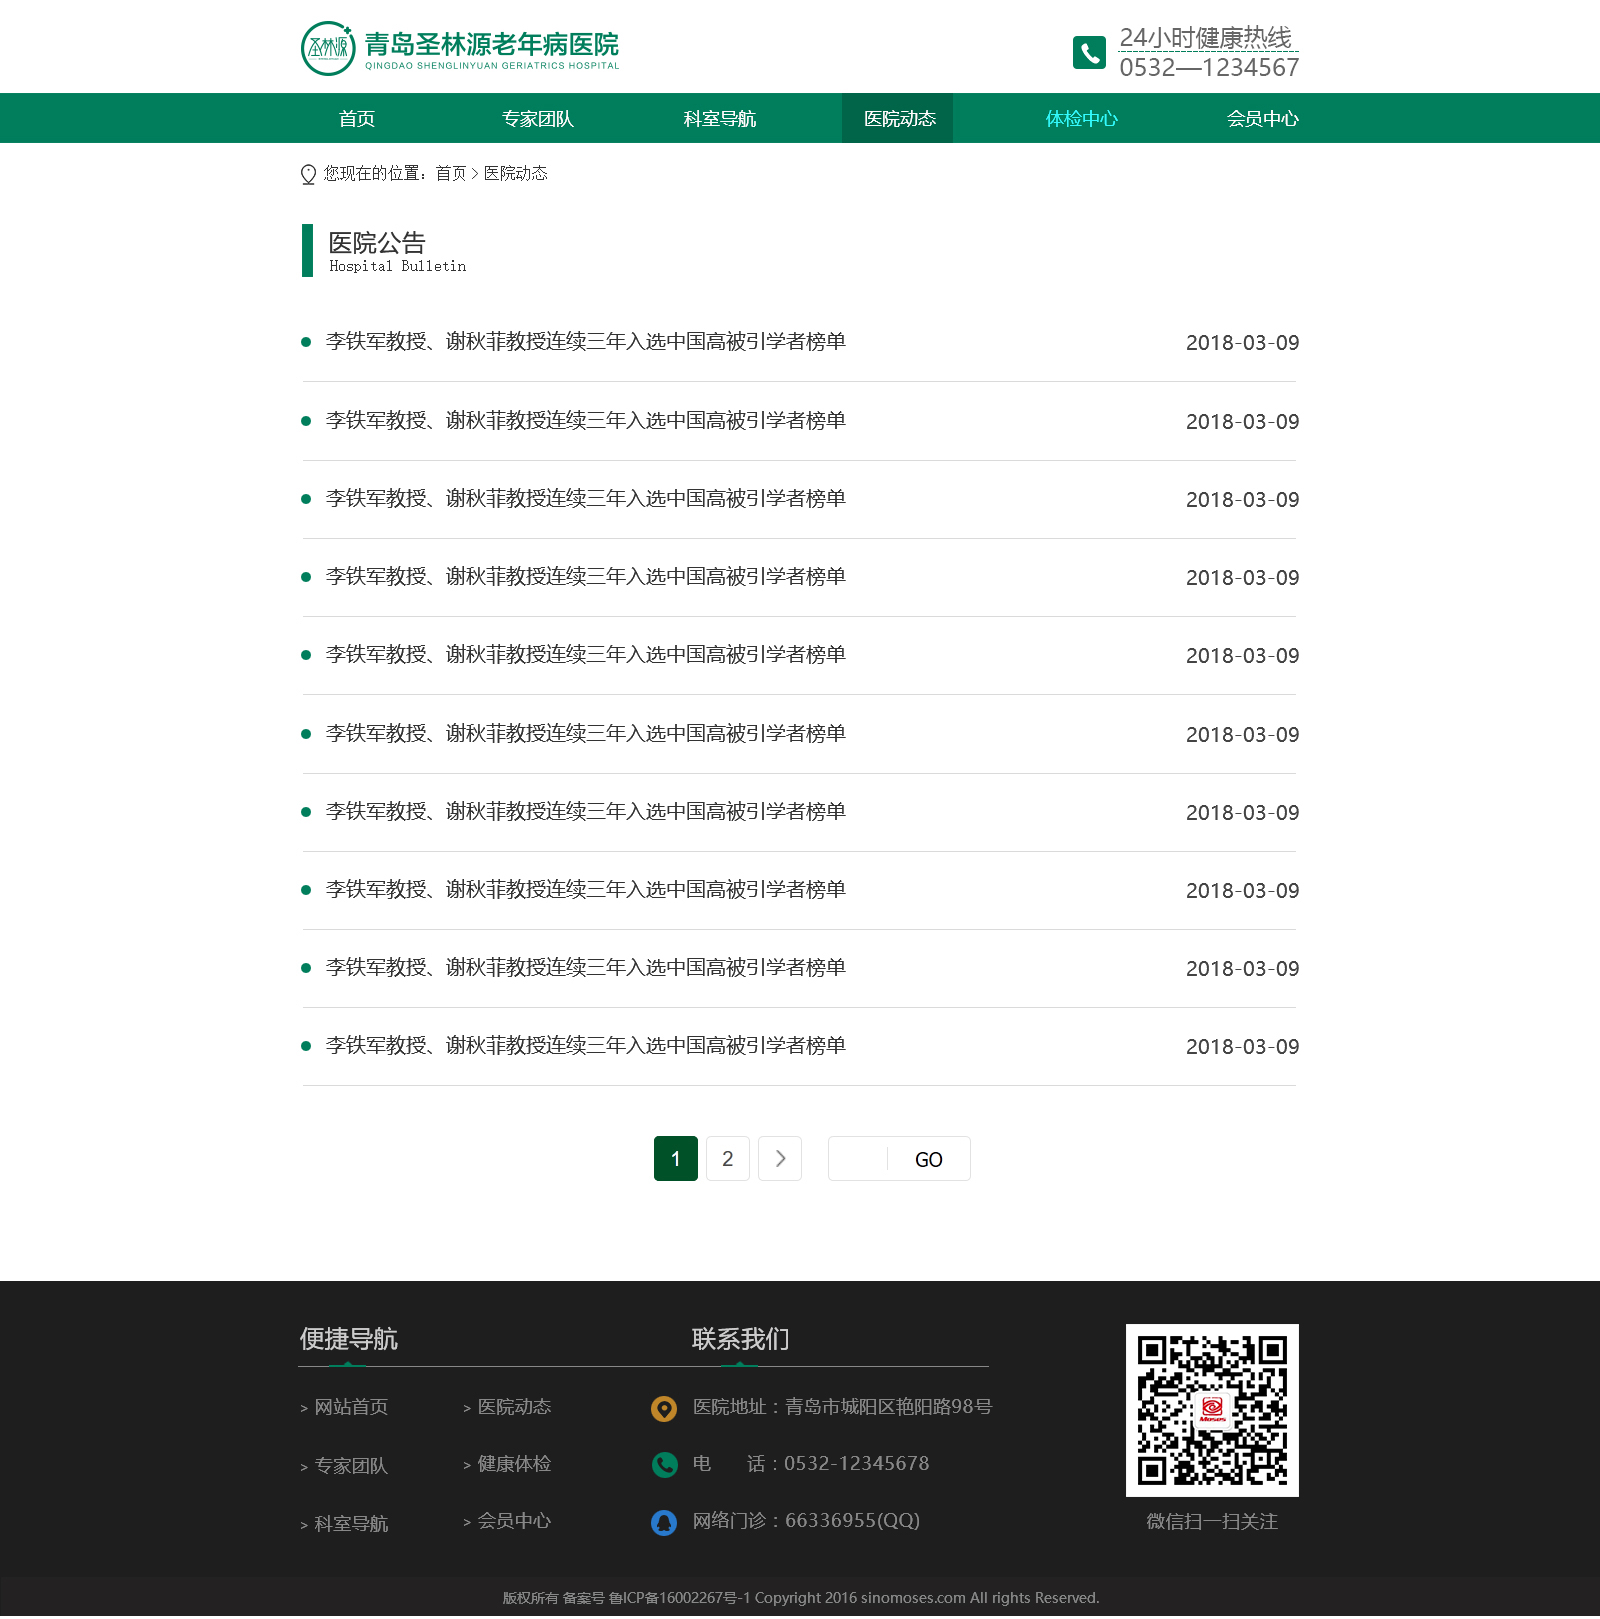 圣林源
青岛圣林源老年病医院
QINGDAO SHENGLINYUAN GERIATRICS HOSPITAL
24小时健康热线
0532—1234567
首页 专家团队 科室导航 医院动态 体检中心 会员中心
您现在的位置：首页 > 医院动态
医院公告
Hospital Bulletin
李铁军教授、谢秋菲教授连续三年入选中国高被引学者榜单 2018-03-09
李铁军教授、谢秋菲教授连续三年入选中国高被引学者榜单 2018-03-09
李铁军教授、谢秋菲教授连续三年入选中国高被引学者榜单 2018-03-09
李铁军教授、谢秋菲教授连续三年入选中国高被引学者榜单 2018-03-09
李铁军教授、谢秋菲教授连续三年入选中国高被引学者榜单 2018-03-09
李铁军教授、谢秋菲教授连续三年入选中国高被引学者榜单 2018-03-09
李铁军教授、谢秋菲教授连续三年入选中国高被引学者榜单 2018-03-09
李铁军教授、谢秋菲教授连续三年入选中国高被引学者榜单 2018-03-09
李铁军教授、谢秋菲教授连续三年入选中国高被引学者榜单 2018-03-09
李铁军教授、谢秋菲教授连续三年入选中国高被引学者榜单 2018-03-09
1 2 > GO
便捷导航 联系我们
> 网站首页 > 医院动态 医院地址：青岛市城阳区艳阳路98号
> 专家团队 > 健康体检 电 话：0532-12345678
> 科室导航 > 会员中心 网络门诊：66336955(QQ)
Moses
微信扫一扫关注
版权所有 备案号 鲁ICP备16002267号-1 Copyright 2016 sinomoses.com All rights Reserved.